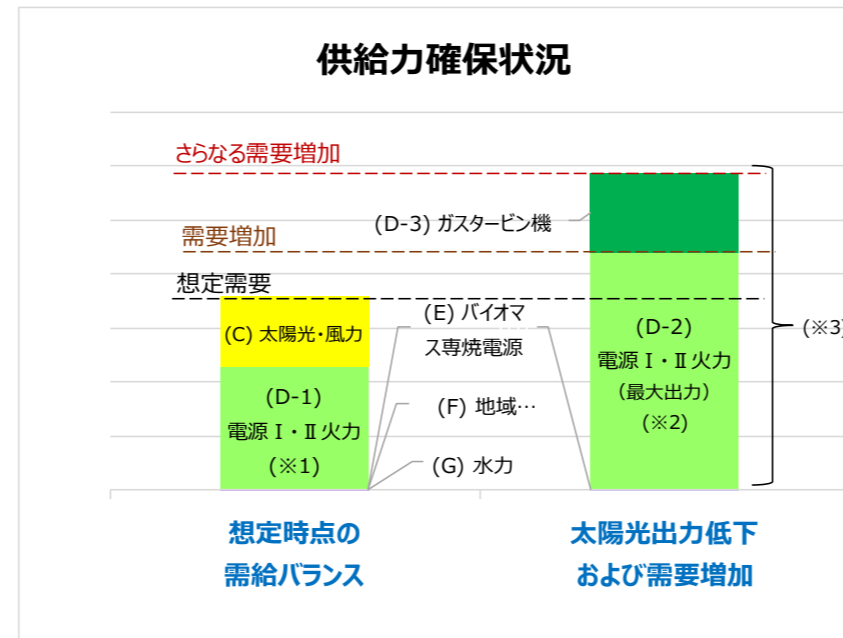 供給力確保状況
さらなる需要増加
(D-3) ガスタービン機
需要増加
想定需要
(C) 太陽光・風力
(E) バイオマ
ス専焼電源
(D-1)
電源Ⅰ・Ⅱ火力
(※1)
(F) 地域…
(G) 水力
(D-2)
電源Ⅰ・Ⅱ火力
(最大出力)
(※2)
(※3)
想定時点の
需給バランス
太陽光出力低下
および需要増加